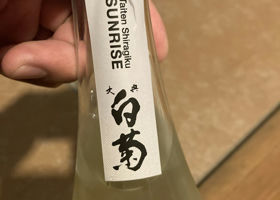 Taiten Shiragiku
SUNRISE
大典
白菊